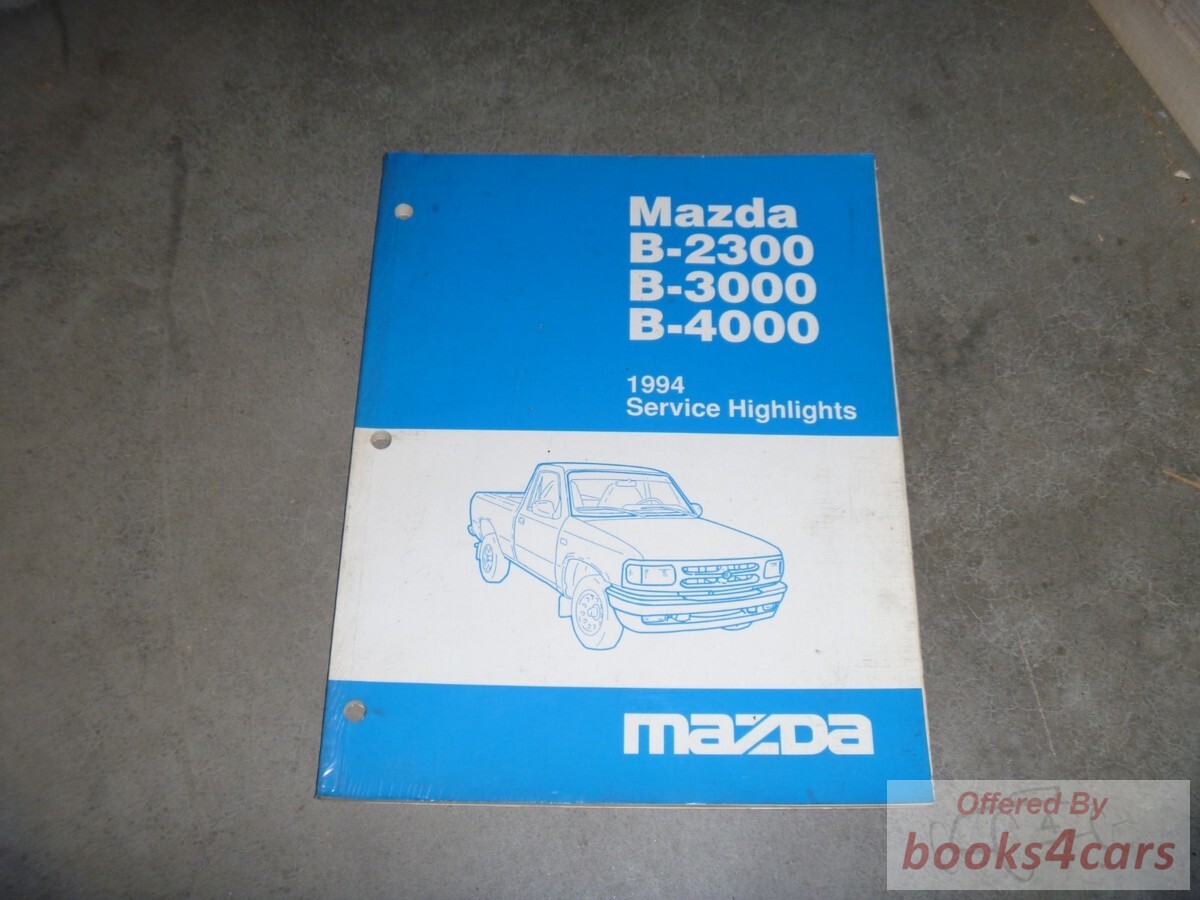 Mazda
B-2300
B-3000
B-4000
1994
Service Highlights
mazda
Offered By
books4cars